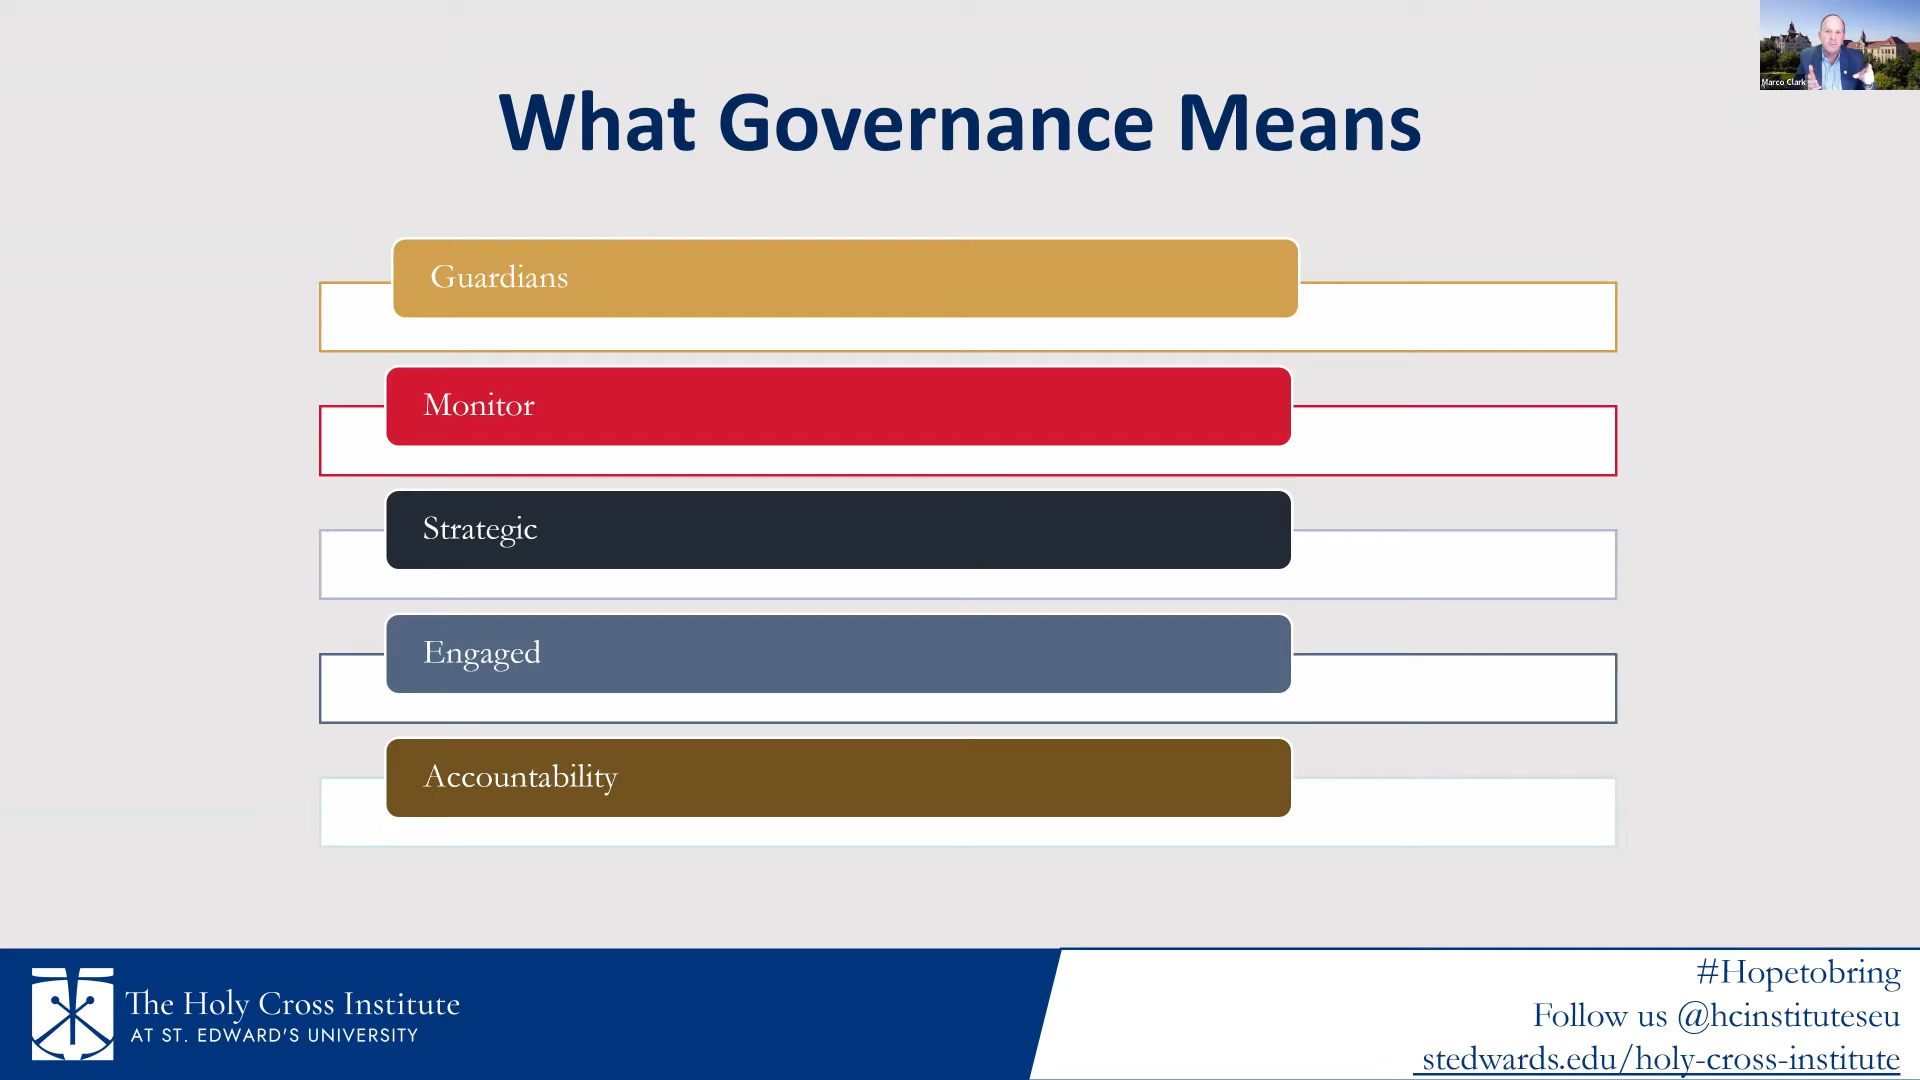 Marco Clark
What Governance Means
Guardians
Monitor
Strategic
Engaged
Accountability
The Holy Cross Institute
AT ST. EDWARD'S UNIVERSITY
#Hopetobring
Follow us @hcinstituteseu
stedwards.edu/holy-cross-institute